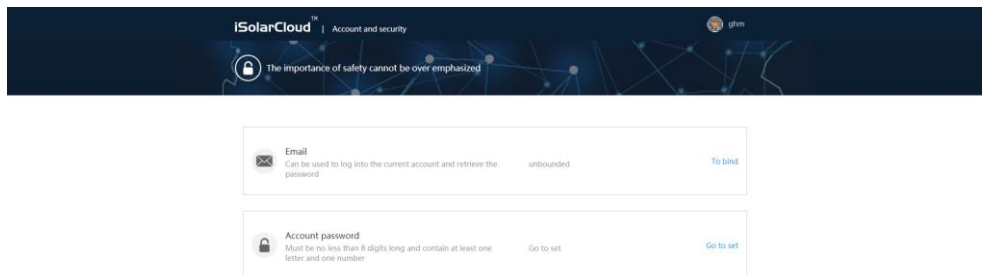 iSolarCloud™ | Account and security
ghm
The importance of safety cannot be over emphasized
Email
Can be used to log into the current account and retrieve the
password
unbounded
To bind
Account password
Must be no less than 8 digits long and contain at least one
letter and one number
Go to set
Go to set